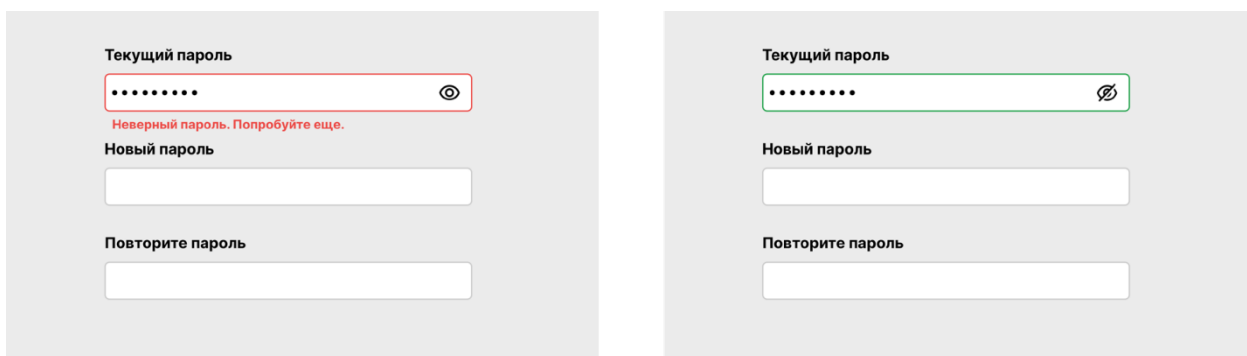 Текущий пароль
•••••••••
Неверный пароль. Попробуйте еще.
Новый пароль
Повторите пароль
Текущий пароль
•••••••••
Новый пароль
Повторите пароль